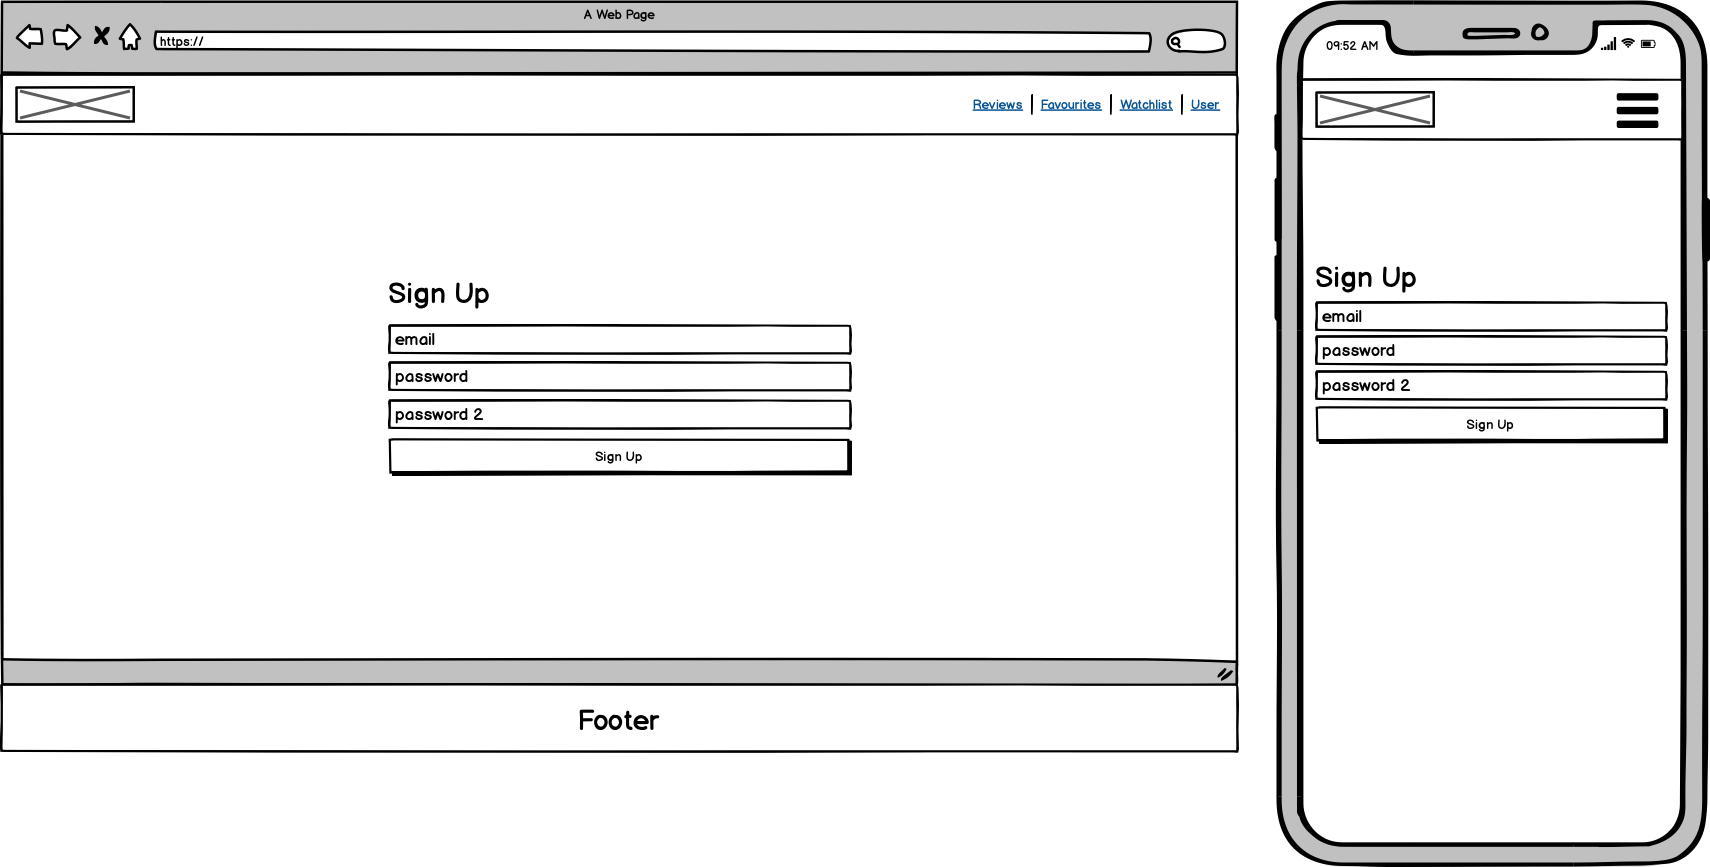 A Web Page
https://
Reviews Favourites Watchlist User
Sign Up
email
password
password 2
Sign Up
Footer
09:52 AM
Sign Up
email
password
password 2
Sign Up